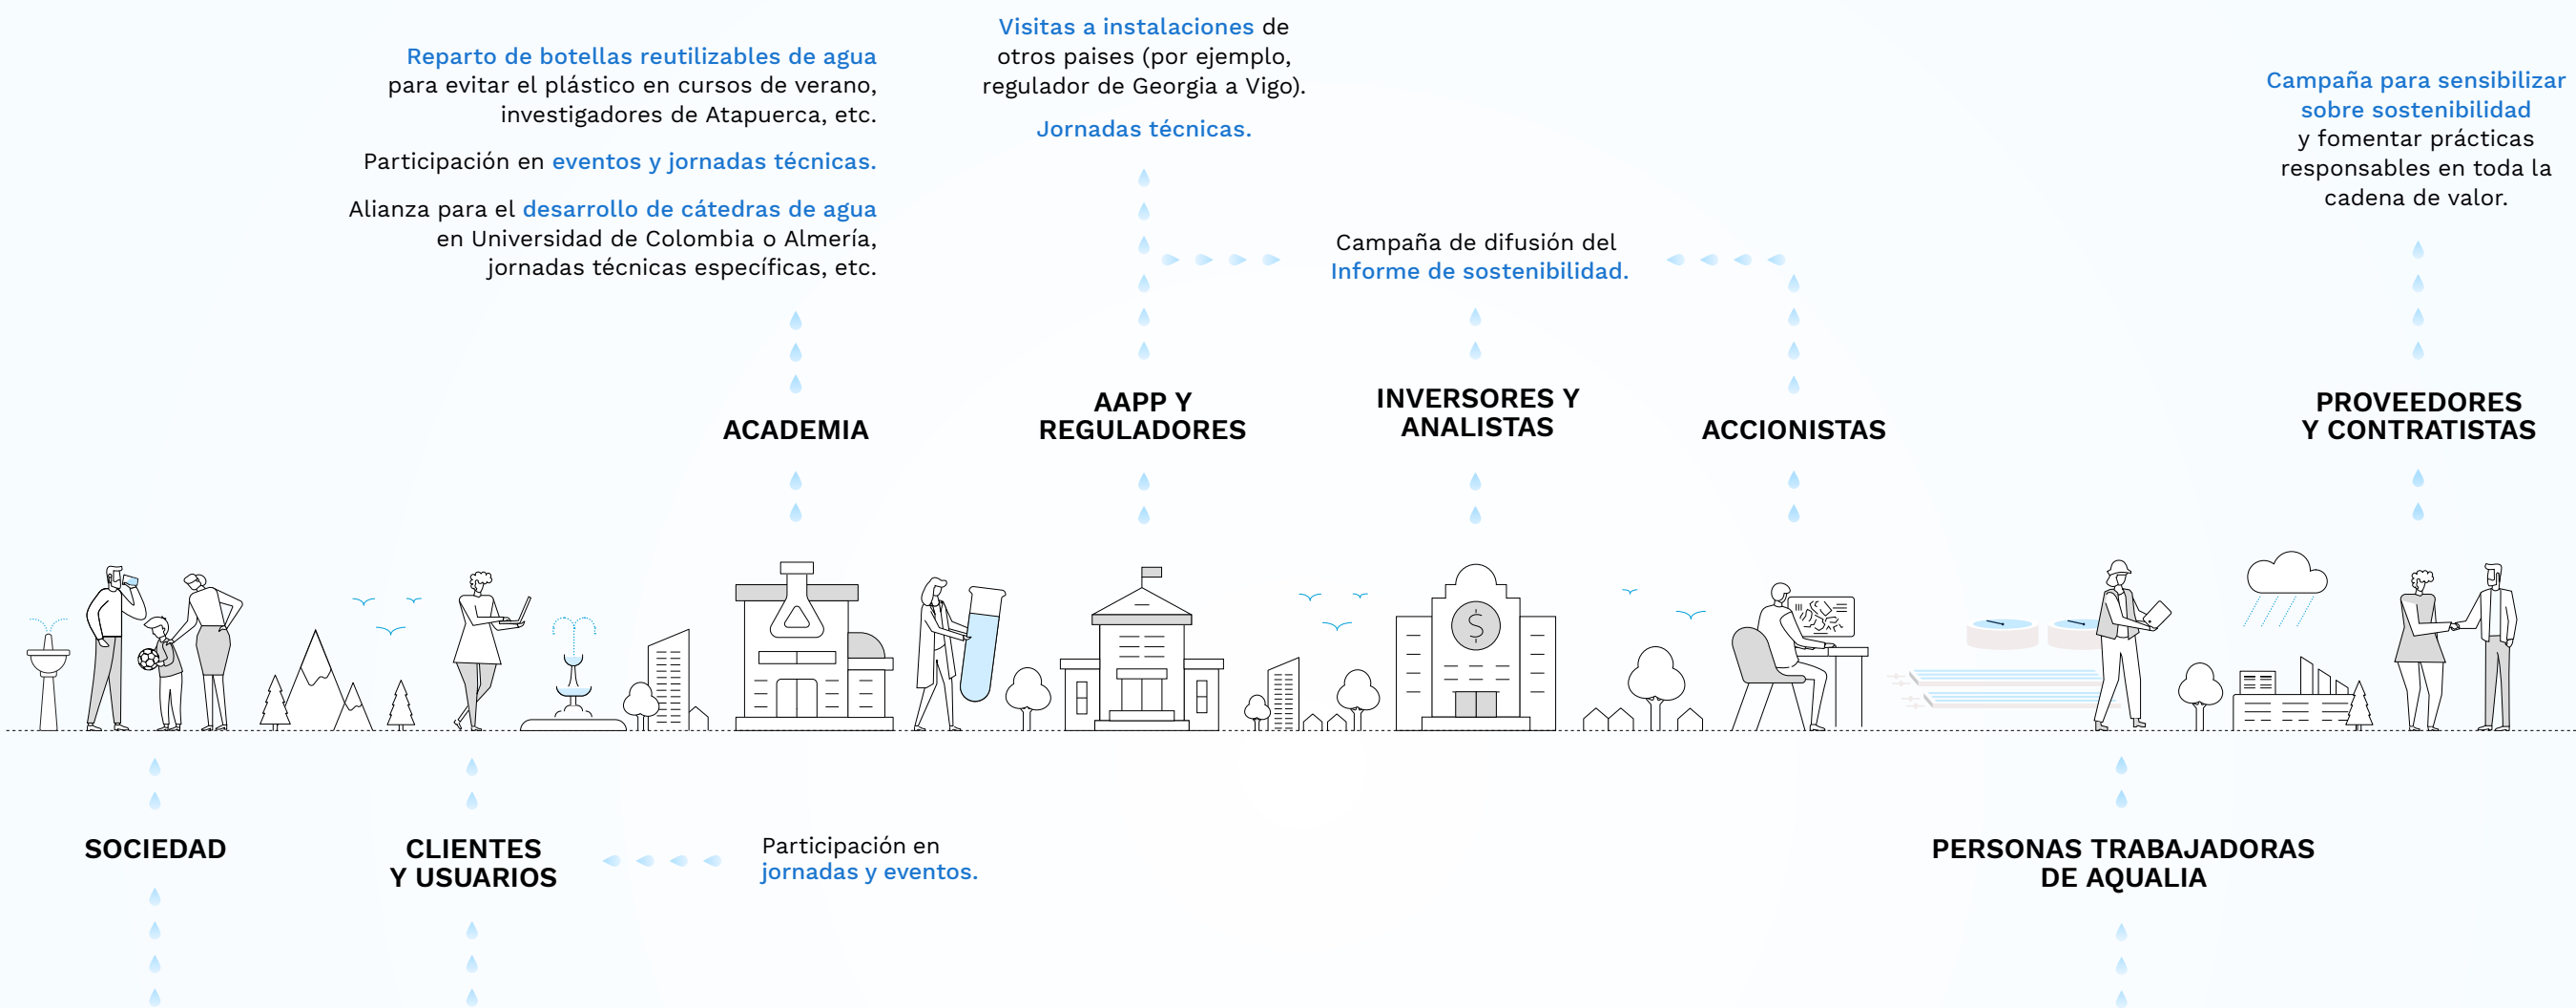 Reparto de botellas reutilizables de agua
para evitar el plástico en cursos de verano,
investigadores de Atapuerca, etc.
Participación en eventos y jornadas técnicas.
Alianza para el desarrollo de cátedras de agua
en Universidad de Colombia o Almería,
jornadas técnicas específicas, etc.
ACADEMIA
Visitas a instalaciones de
otros paises (por ejemplo,
regulador de Georgia a Vigo).
Jornadas técnicas.
AAPP Y
REGULADORES
Campaña de difusión del
Informe de sostenibilidad.
INVERSORES Y
ANALISTAS
ACCIONISTAS
Campaña para sensibilizar
sobre sostenibilidad
y fomentar prácticas
responsables en toda la
cadena de valor.
PROVEEDORES
Y CONTRATISTAS
$
SOCIEDAD
CLIENTES
Y USUARIOS
Participación en
jornadas y eventos.
PERSONAS TRABAJADORAS
DE AQUALIA